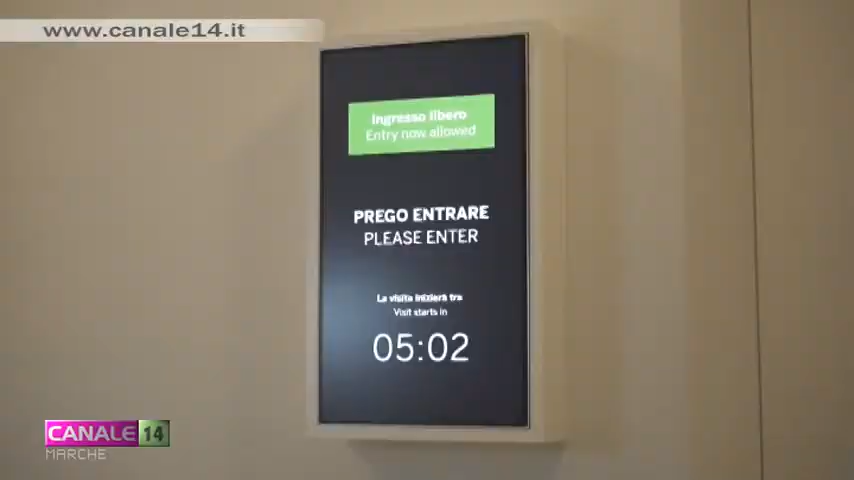 www.canale14.it
Ingresso libero
Entry now allowed
PREGO ENTRARE
PLEASE ENTER
La visita inizierà tra
Visit starts in
05:02
CANALE 14
MARCHE